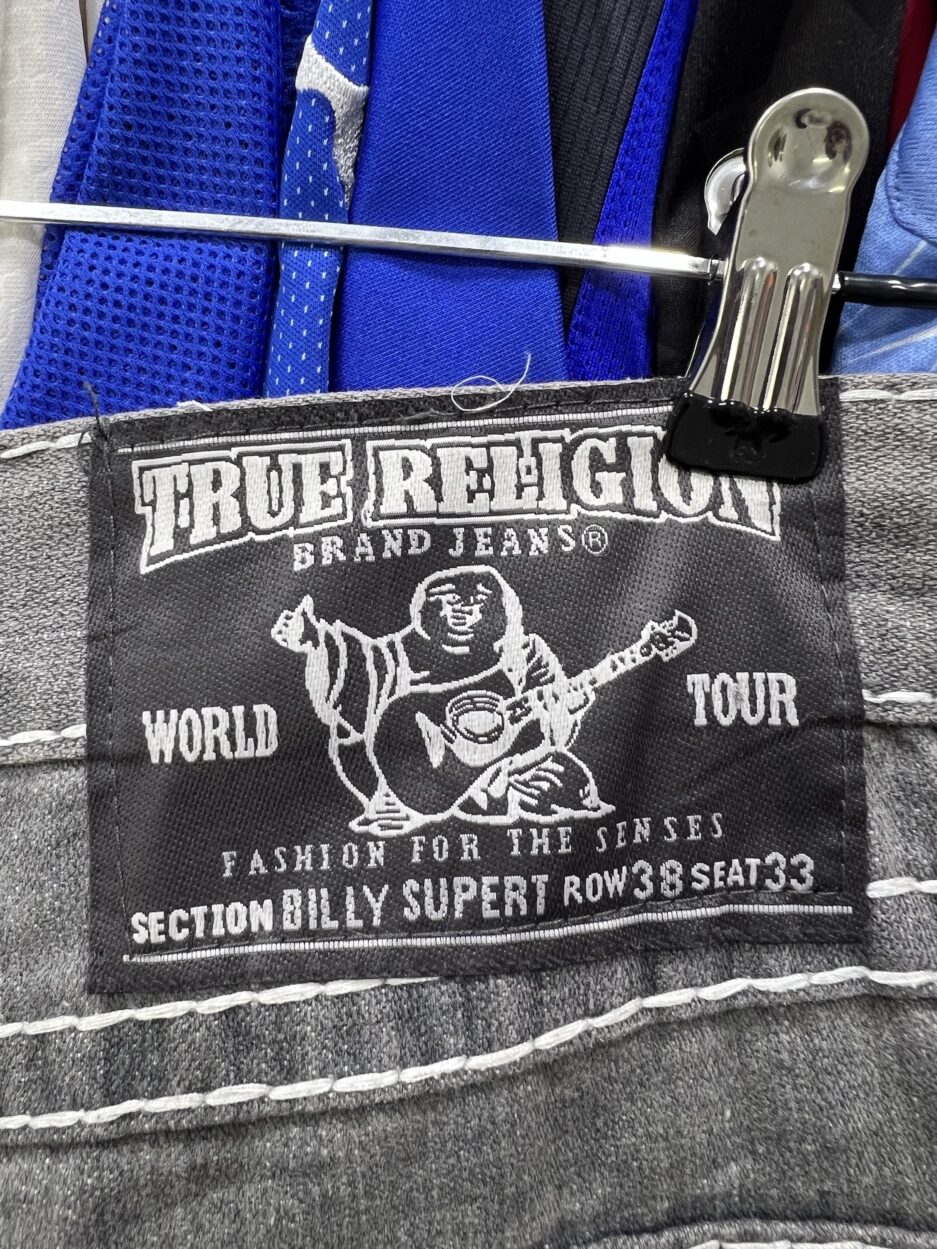 TRUE RELIGION
BRAND JEANS®
WORLD TOUR
FASHION FOR THE SENSES
SECTION BILLY SUPERT ROW 38 SEAT 33